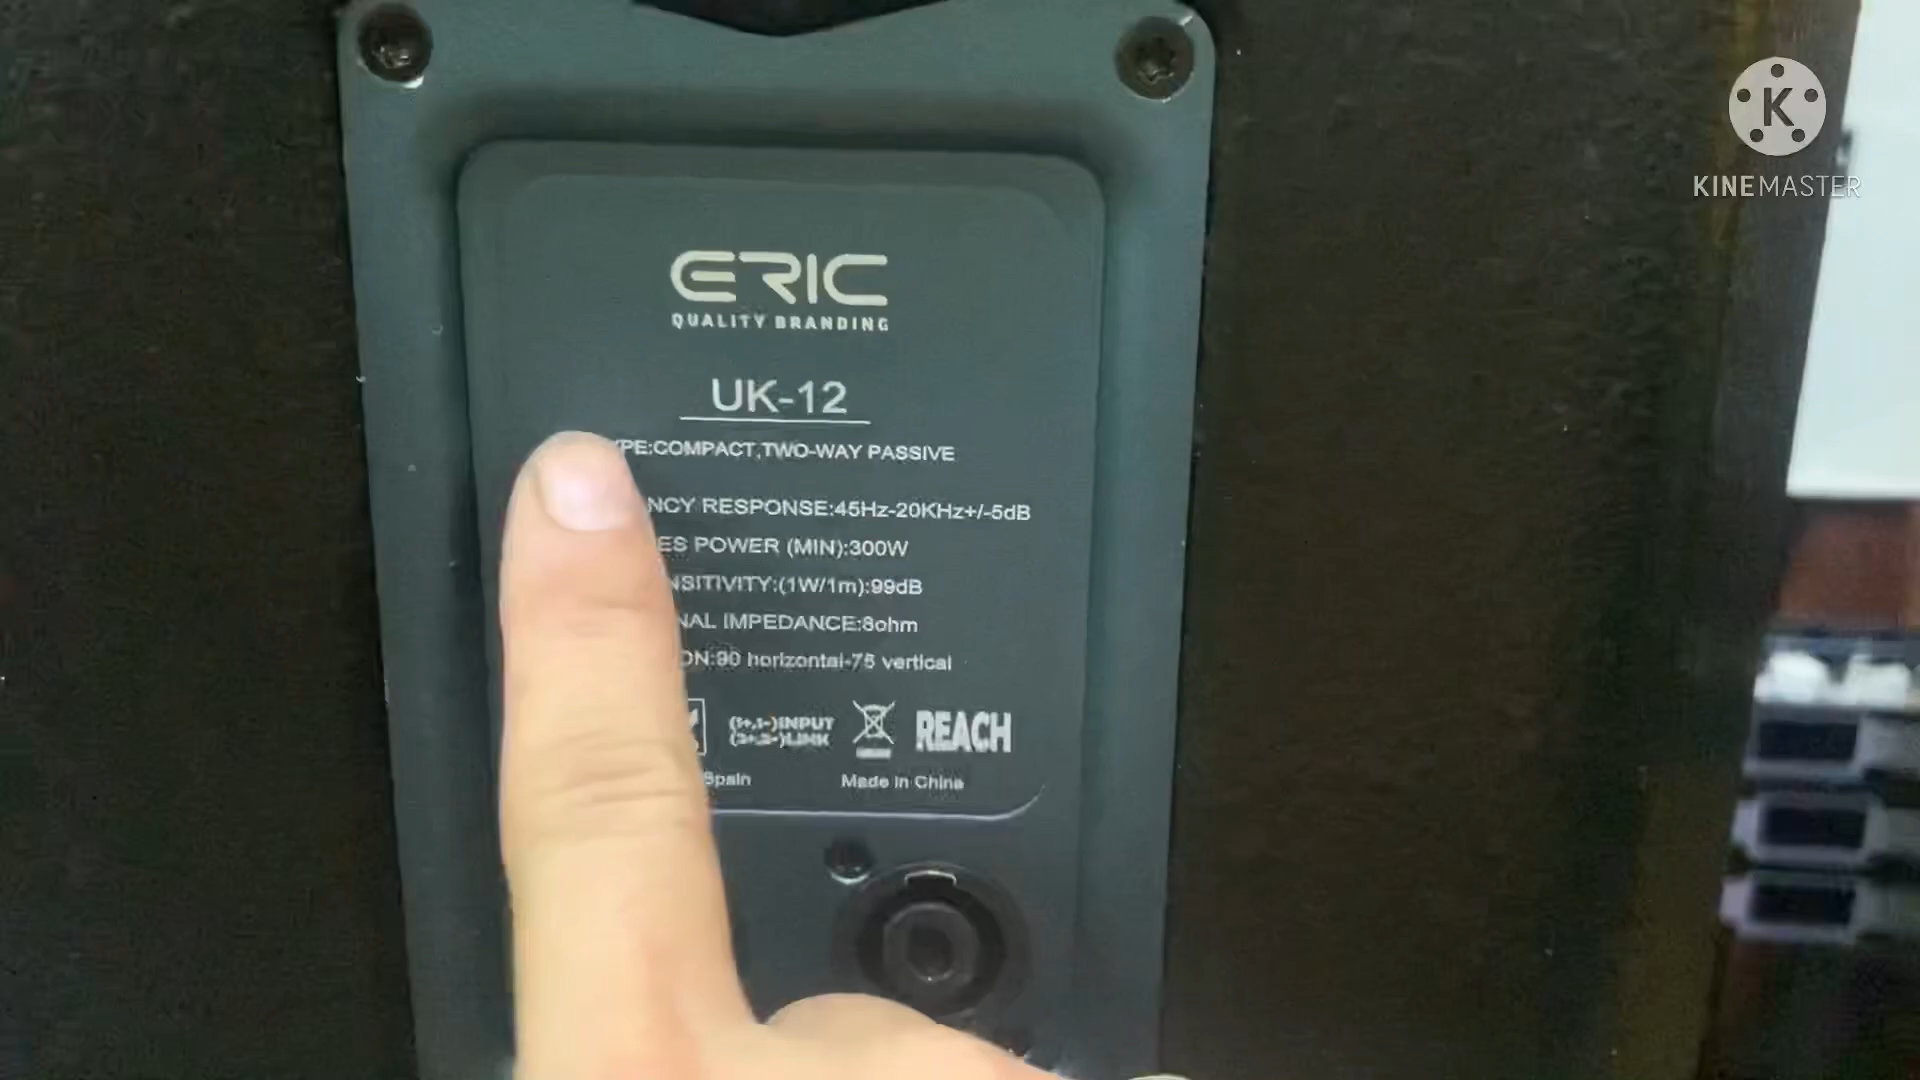 K
KINEMASTER
ERIC
QUALITY BRANDING
UK-12
YPE:COMPACT,TWO-WAY PASSIVE
NCY RESPONSE:45Hz-20KHz+/-5dB
ES POWER (MIN):300W
NSITIVITY:(1W/1m):99dB
NAL IMPEDANCE:8ohm
ON:90 horizontal-75 vertical
(1+,1-)INPUT
(2+,2-)LINK
REACH
Spain
Made in China